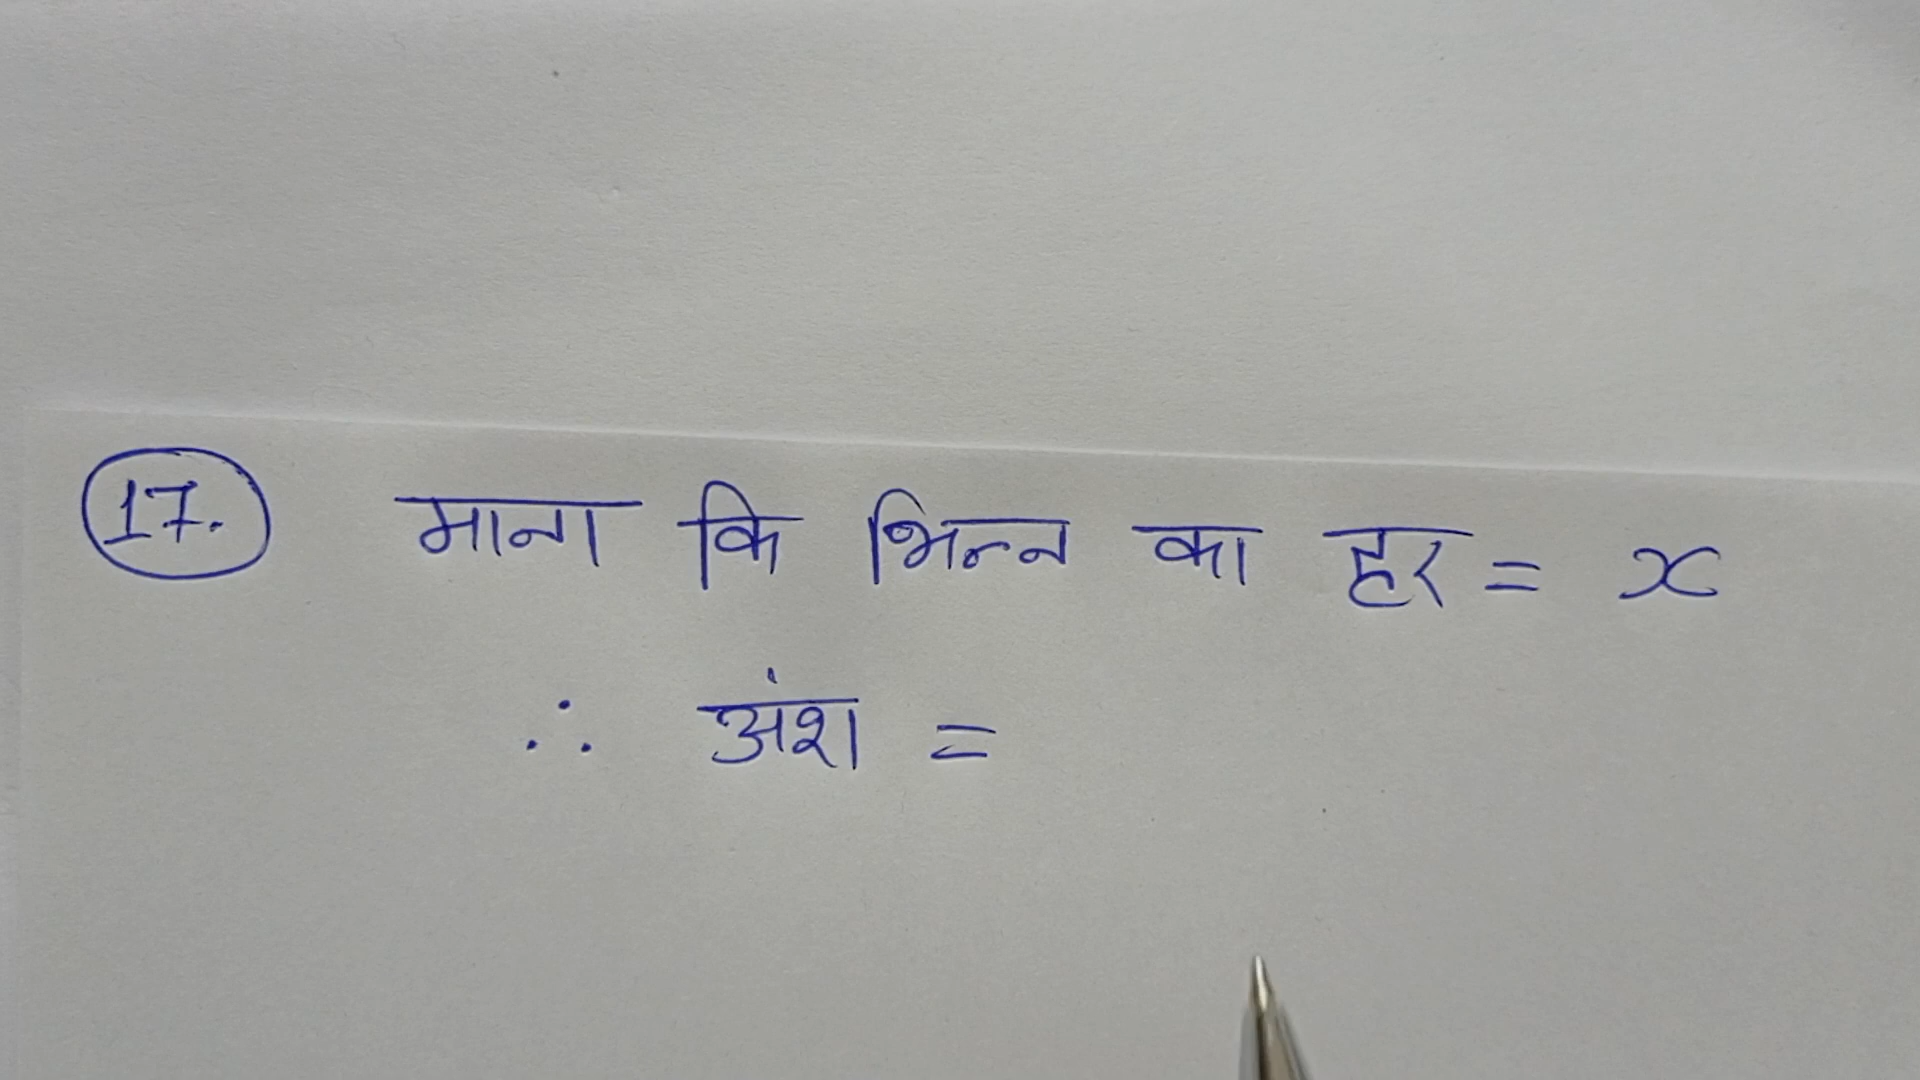 17. माना कि भिन्न का हर = x
∴ अंश =